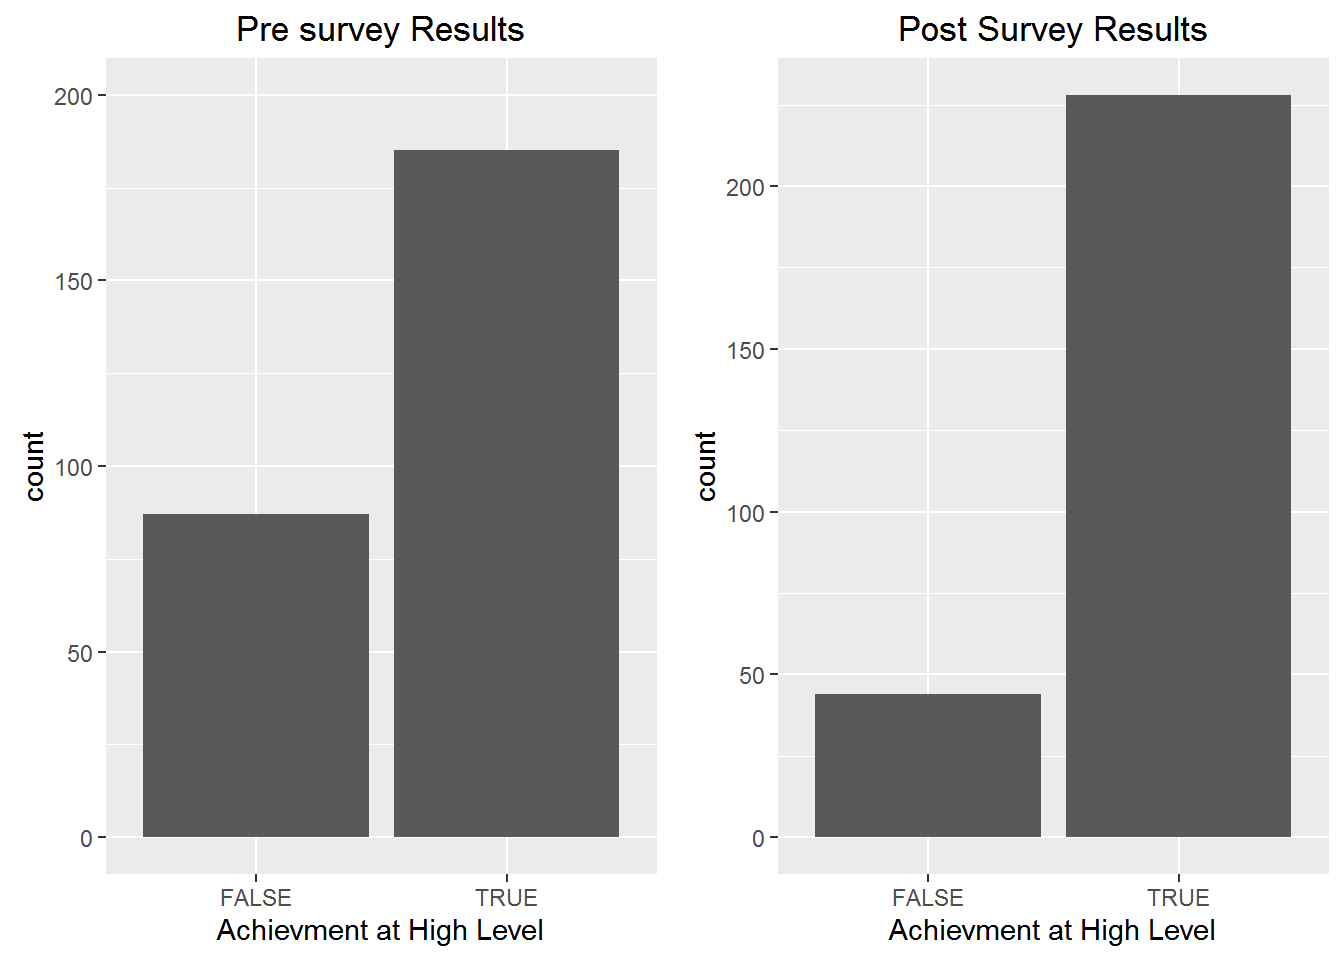 Pre survey Results
200
150
100
50
0
count
FALSE TRUE
Achievment at High Level
Post Survey Results
200
150
100
50
0
count
FALSE TRUE
Achievment at High Level